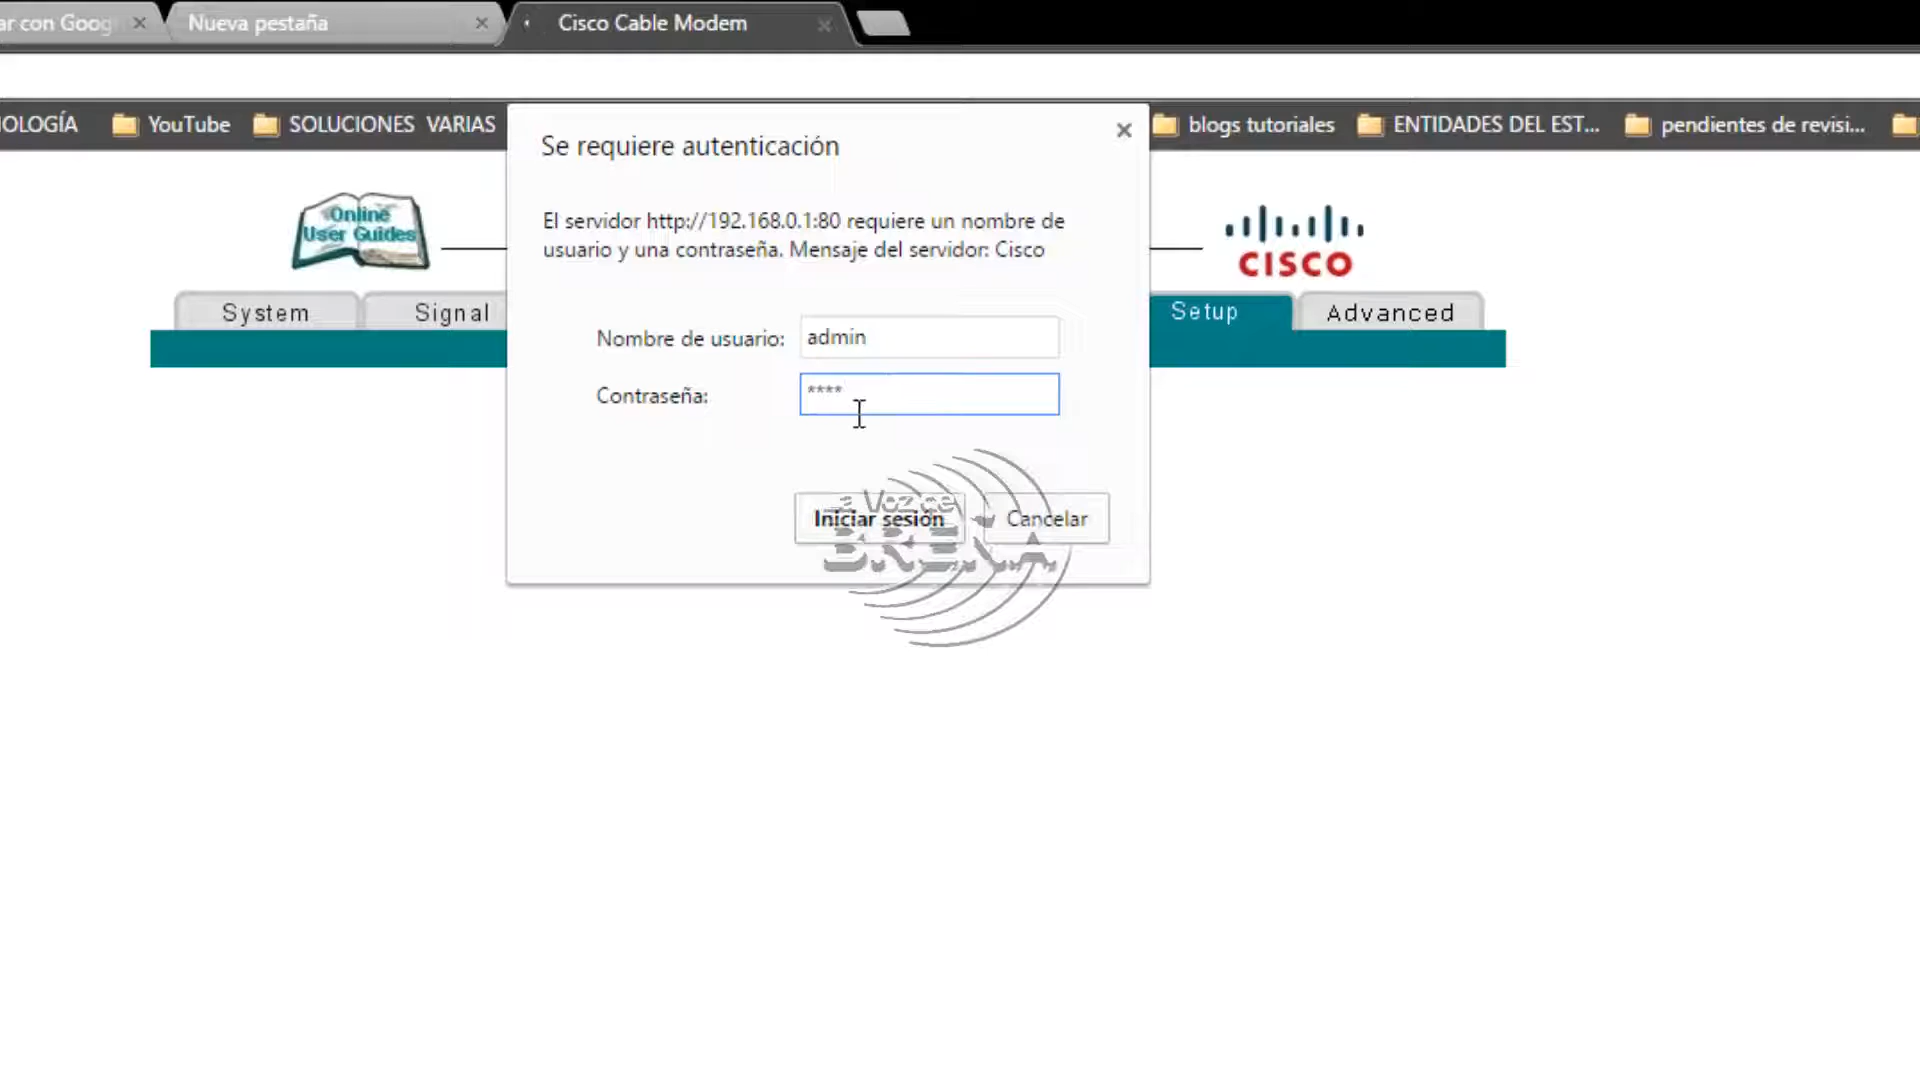 ar con Goog
Nueva pestaña
Cisco Cable Modem
OLOGÍA
YouTube
SOLUCIONES VARIAS
blogs tutoriales
ENTIDADES DEL EST...
pendientes de revisi...
Se requiere autenticación
El servidor http://192.168.0.1:80 requiere un nombre de
usuario y una contraseña. Mensaje del servidor: Cisco
Online
User Guides
CISCO
System
Signal
Setup
Advanced
Nombre de usuario:
admin
Contraseña:
****
Iniciar sesión
Cancelar